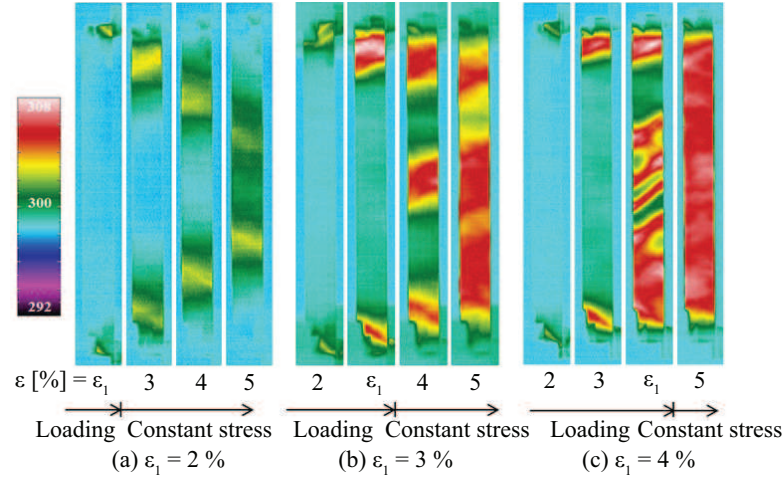 308
300
292
ε [%] = ε₁ 3 4 5 2 ε₁ 4 5 2 3 ε₁ 5
Loading Constant stress Loading Constant stress Loading Constant stress
(a) ε₁ = 2 % (b) ε₁ = 3 % (c) ε₁ = 4 %